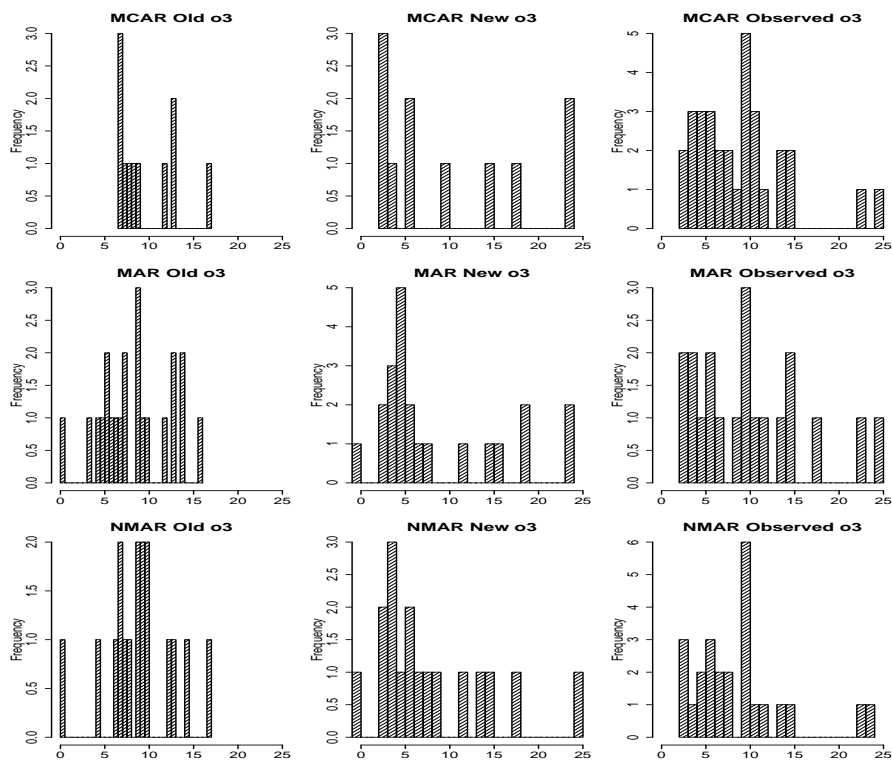 MCAR Old o3
Frequency
0.0 0.5 1.0 1.5 2.0 2.5 3.0
0 5 10 15 20 25
MCAR New o3
Frequency
0.0 0.5 1.0 1.5 2.0 2.5 3.0
0 5 10 15 20 25
MCAR Observed o3
Frequency
0 1 2 3 4 5
0 5 10 15 20 25
MAR Old o3
Frequency
0.0 0.5 1.0 1.5 2.0 2.5 3.0
0 5 10 15 20 25
MAR New o3
Frequency
0 1 2 3 4 5
0 5 10 15 20 25
MAR Observed o3
Frequency
0.0 0.5 1.0 1.5 2.0 2.5 3.0
0 5 10 15 20 25
NMAR Old o3
Frequency
0.0 0.5 1.0 1.5 2.0
0 5 10 15 20 25
NMAR New o3
Frequency
0.0 0.5 1.0 1.5 2.0 2.5 3.0
0 5 10 15 20 25
NMAR Observed o3
Frequency
0 1 2 3 4 5 6
0 5 10 15 20 25